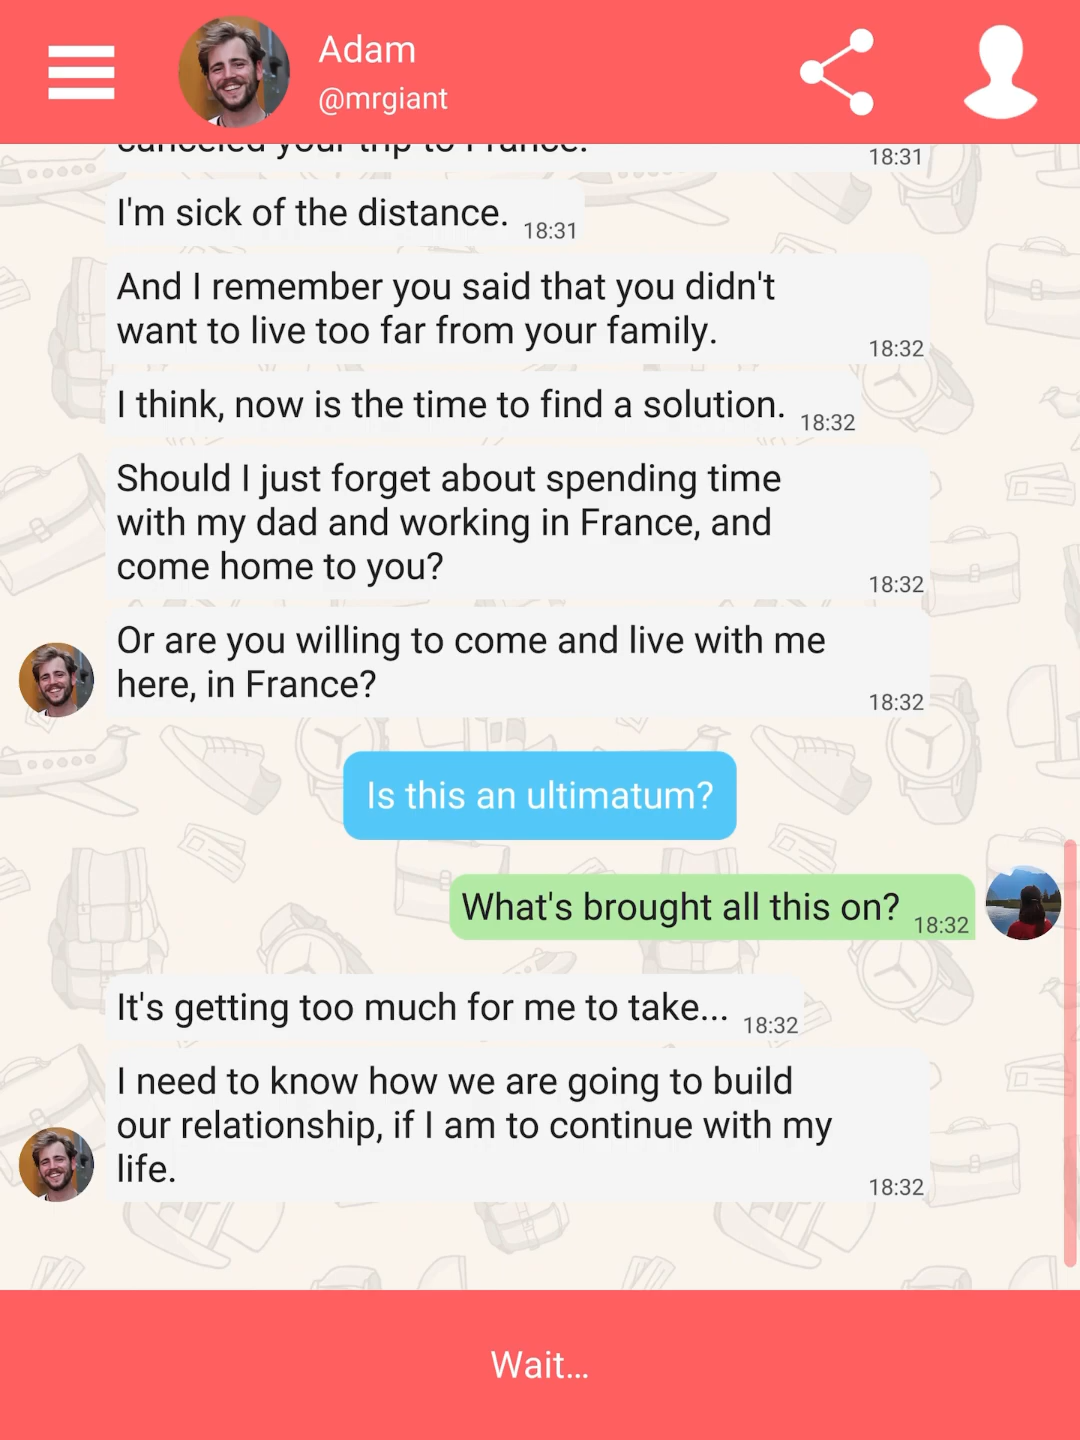 Adam
@mrgiant
canceled your trip to France.
18:31
I'm sick of the distance. 18:31
And I remember you said that you didn't
want to live too far from your family.
18:32
I think, now is the time to find a solution. 18:32
Should I just forget about spending time
with my dad and working in France, and
come home to you?
18:32
Or are you willing to come and live with me
here, in France?
18:32
Is this an ultimatum?
What's brought all this on? 18:32
It's getting too much for me to take... 18:32
I need to know how we are going to build
our relationship, if I am to continue with my
life.
18:32
Wait...